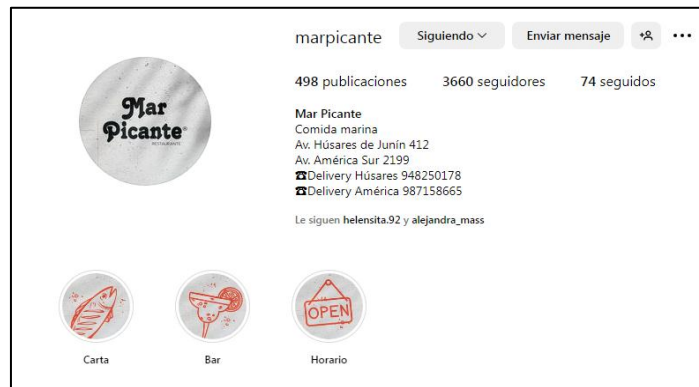 marpicante Siguiendo Enviar mensaje
498 publicaciones 3660 seguidores 74 seguidos
Mar Picante
Comida marina
Av. Húsares de Junín 412
Av. América Sur 2199
☎Delivery Húsares 948250178
☎Delivery América 987158665
Le siguen helensita.92 y alejandra_mass
Mar
Picante®
RESTAURANTE
OPEN
Carta Bar Horario